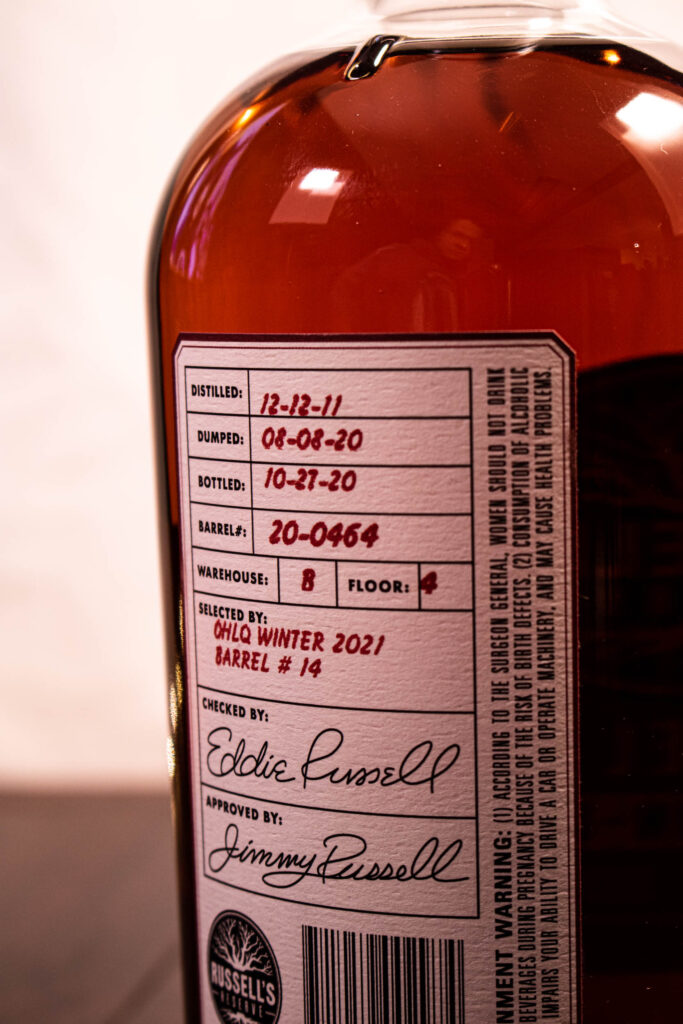 DISTILLED: 12-12-11
DUMPED: 08-08-20
BOTTLED: 10-27-20
BARREL#: 20-0464
WAREHOUSE: B FLOOR: 4
SELECTED BY:
OHLQ WINTER 2021
BARREL # 14
CHECKED BY:
Eddie Russell
APPROVED BY:
Jimmy Russell
RUSSELL'S
RESERVE
NMENT WARNING: (1) ACCORDING TO THE SURGEON GENERAL, WOMEN SHOULD NOT DRINK
BEVERAGES DURING PREGNANCY BECAUSE OF THE RISK OF BIRTH DEFECTS. (2) CONSUMPTION OF ALCOHOLIC
IMPAIRS YOUR ABILITY TO DRIVE A CAR OR OPERATE MACHINERY, AND MAY CAUSE HEALTH PROBLEMS.